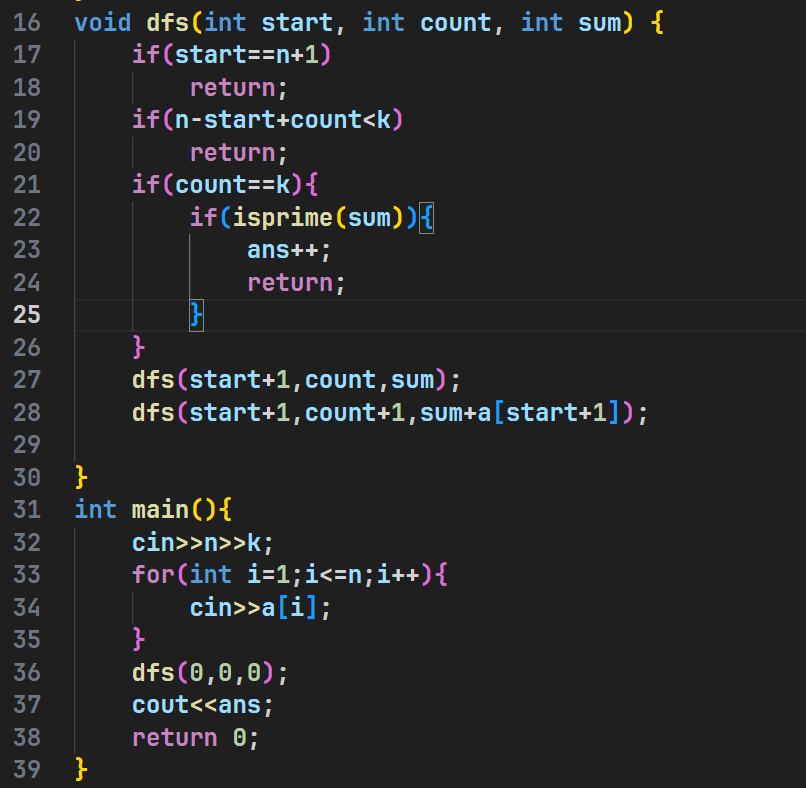 16 void dfs(int start, int count, int sum) {
17     if(start==n+1)
18         return;
19     if(n-start+count<k)
20         return;
21     if(count==k){
22         if(isprime(sum)){
23             ans++;
24             return;
25         }
26     }
27     dfs(start+1,count,sum);
28     dfs(start+1,count+1,sum+a[start+1]);
29
30 }
31 int main(){
32     cin>>n>>k;
33     for(int i=1;i<=n;i++){
34         cin>>a[i];
35     }
36     dfs(0,0,0);
37     cout<<ans;
38     return 0;
39 }